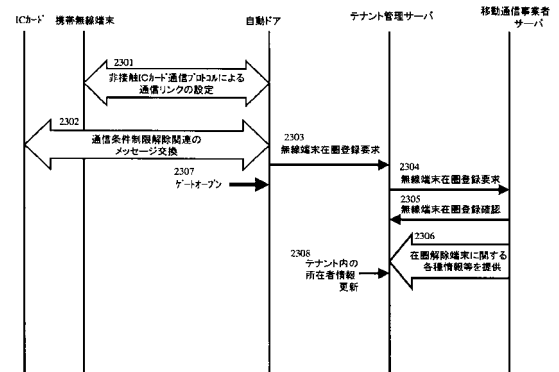 ICカード 携帯無線端末 自動ドア テナント管理サーバ 移動通信事業者
サーバ
2301
非接触ICカード通信プロトコルによる
通信リンクの設定
2302
通信条件制限解除関連の
メッセージ交換
2303
無線端末在圏登録要求
2304
無線端末在圏登録要求
2307
ゲートオープン
2305
無線端末在圏登録確認
2306
在圏解除端末に関する
各種情報等を提供
2308
テナント内の
所在者情報
更新